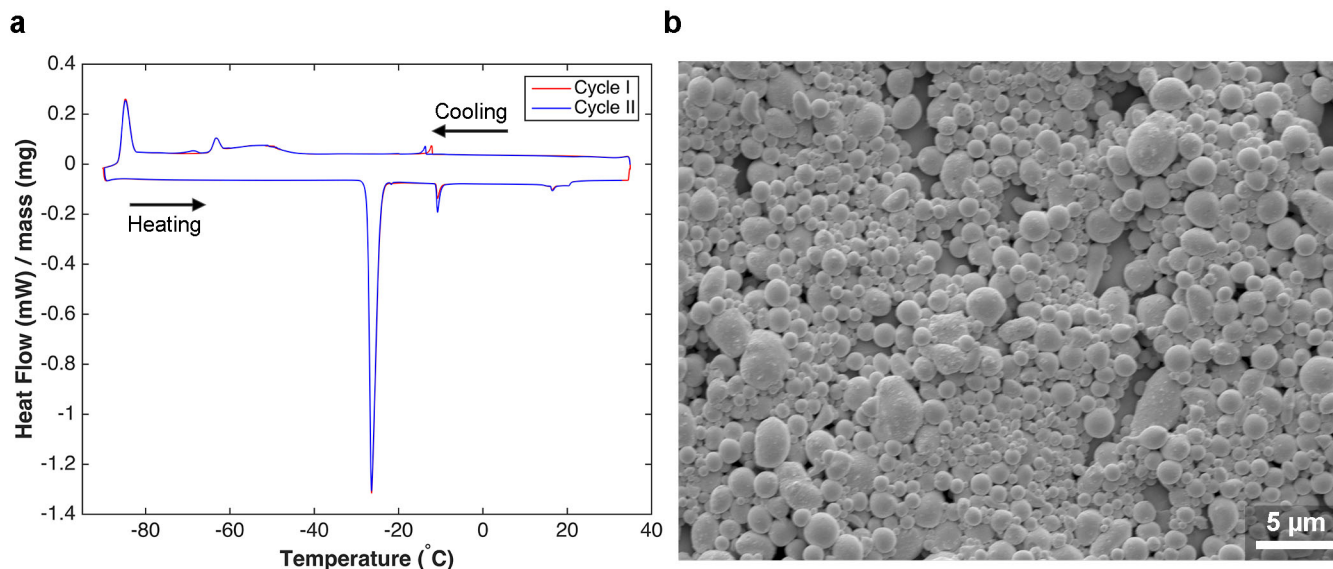 a
b
0.4
0.2
0
-0.2
-0.4
-0.6
-0.8
-1
-1.2
-1.4
Heat Flow (mW) / mass (mg)
Cycle I
Cycle II
Cooling
Heating
-80
-60
-40
-20
0
20
40
Temperature (°C)
5 µm